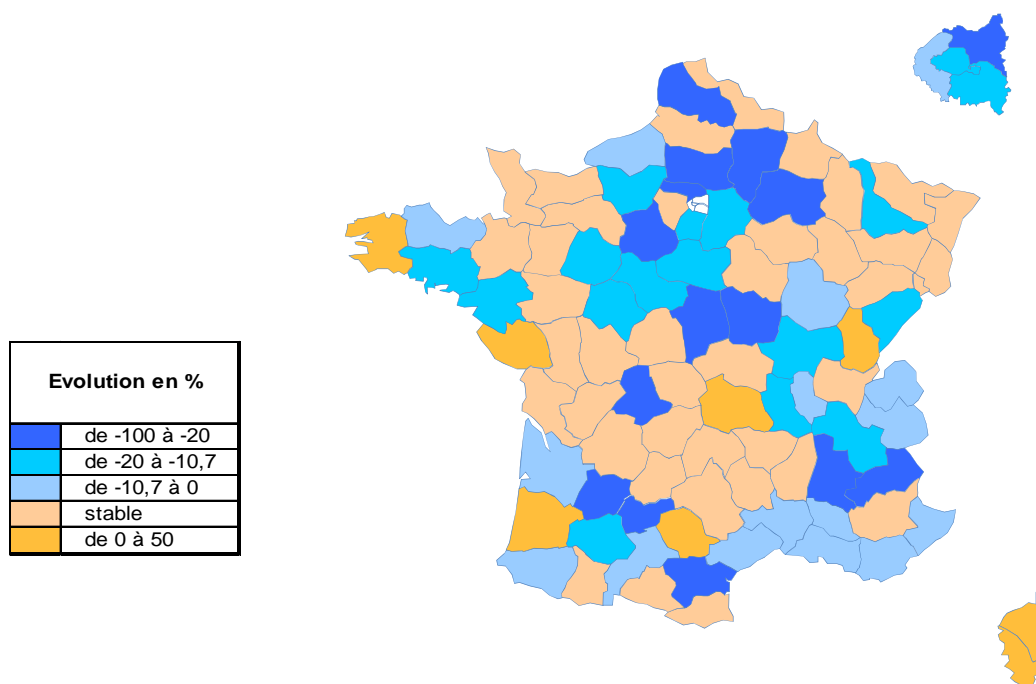 Evolution en %
de -100 à -20
de -20 à -10,7
de -10,7 à 0
stable
de 0 à 50